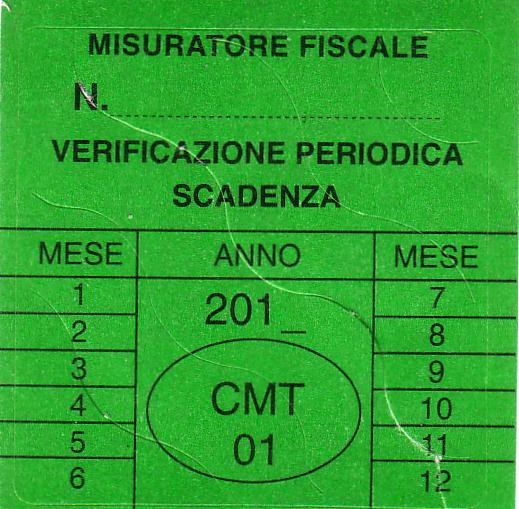 MISURATORE FISCALE
N.
VERIFICAZIONE PERIODICA
SCADENZA
MESE ANNO MESE
1 201_ 7
2 8
3 9
4 CMT 10
5 01 11
6 12